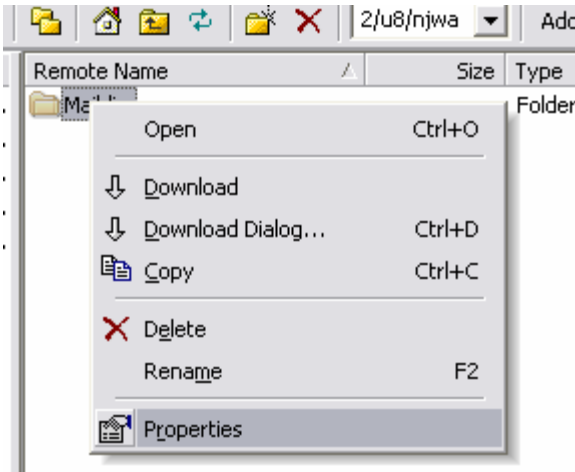 2/u8/njwa Add
Remote Name Size Type
Folder
Open Ctrl+O
Download
Download Dialog... Ctrl+D
Copy Ctrl+C
Delete
Rename F2
Properties